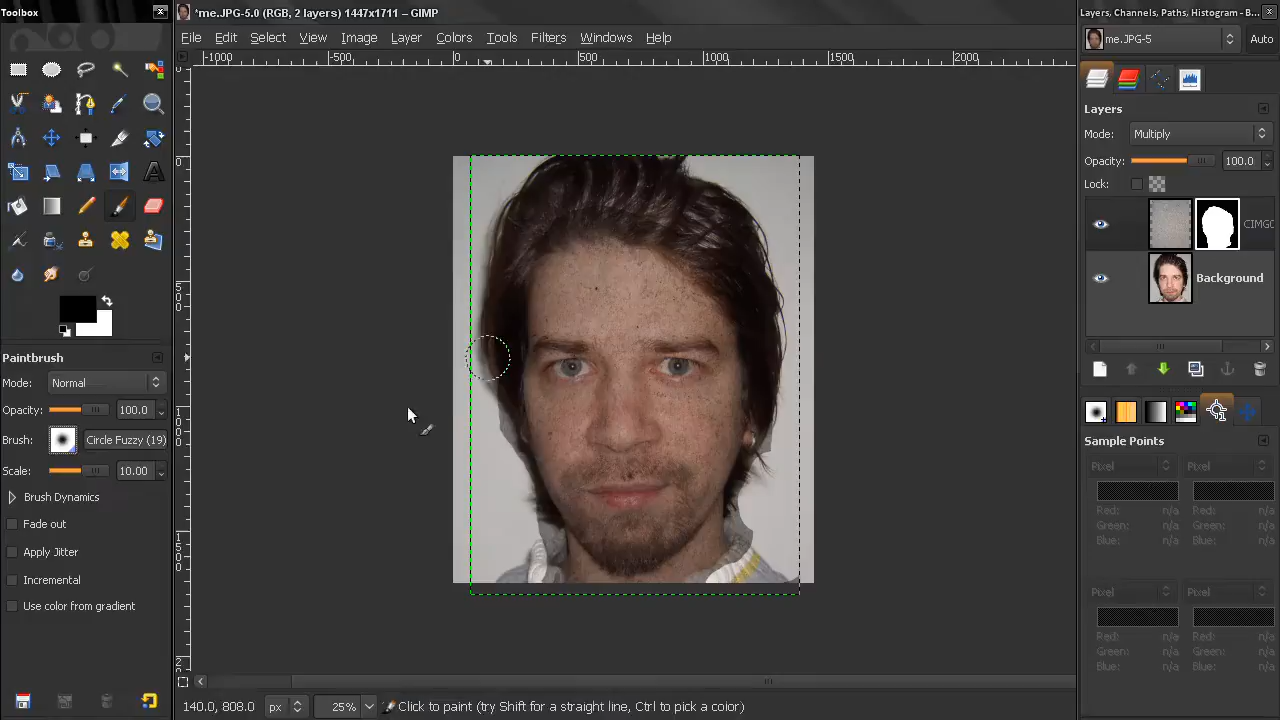 Toolbox
*me.JPG-5.0 (RGB, 2 layers) 1447x1711 – GIMP
Layers, Channels, Paths, Histogram - B...
File Edit Select View Image Layer Colors Tools Filters Windows Help
me.JPG-5 Auto
-1000 -500 0 500 1000 1500 2000
Layers
Mode: Multiply
Opacity: 100.0
Lock:
CIMG
Background
Paintbrush
Mode: Normal
Opacity: 100.0
Brush: Circle Fuzzy (19)
Scale: 10.00
Brush Dynamics
Fade out
Apply Jitter
Incremental
Use color from gradient
Sample Points
Pixel Pixel
Red: n/a Red: n/a
Green: n/a Green: n/a
Blue: n/a Blue: n/a
Pixel Pixel
Red: n/a Red: n/a
Green: n/a Green: n/a
Blue: n/a Blue: n/a
140.0, 808.0 px 25% Click to paint (try Shift for a straight line, Ctrl to pick a color)